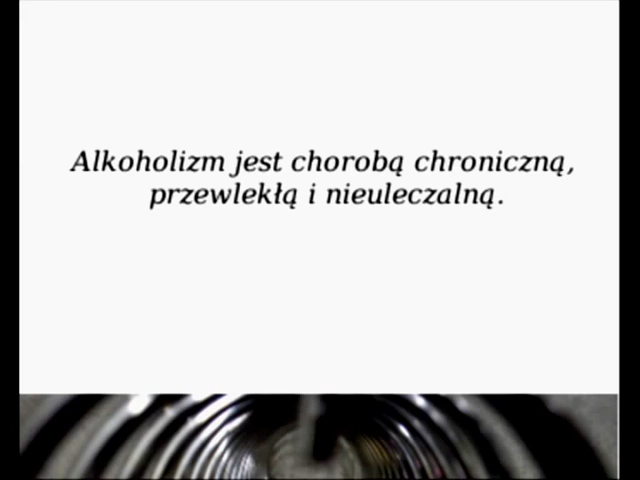 Alkoholizm jest chorobą chroniczną,
przewlekłą i nieuleczalną.